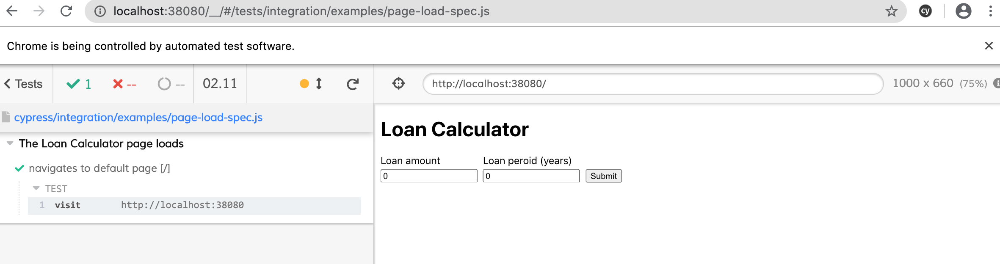 localhost:38080/__/#/tests/integration/examples/page-load-spec.js
cy
Chrome is being controlled by automated test software.
Tests 1 -- -- 02.11 http://localhost:38080/ 1000 x 660 (75%)
cypress/integration/examples/page-load-spec.js
The Loan Calculator page loads
navigates to default page [/]
TEST
1 visit http://localhost:38080
Loan Calculator
Loan amount Loan peroid (years)
0 0 Submit